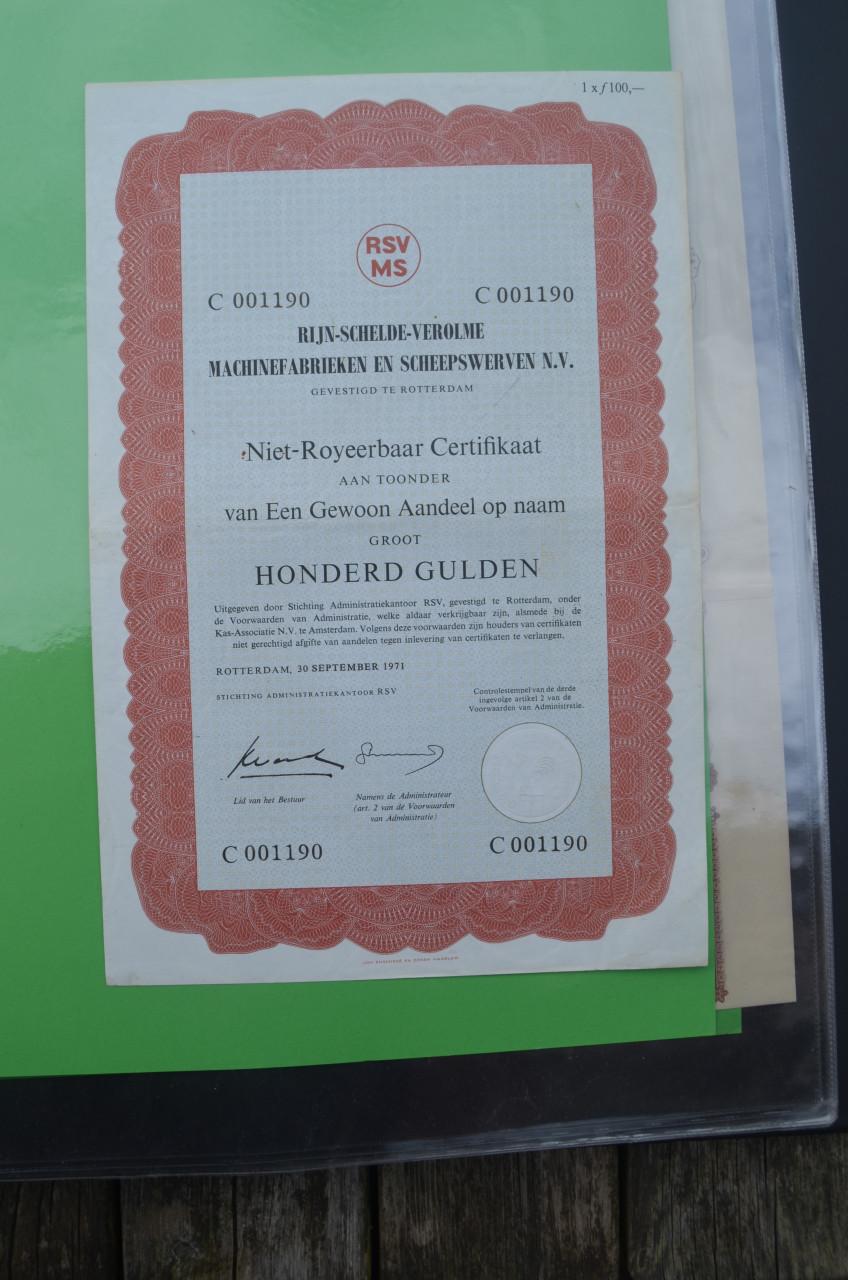 1 x ƒ 100,—
RSV
MS
C 001190
C 001190
RIJN-SCHELDE-VEROLME
MACHINEFABRIEKEN EN SCHEEPSWERVEN N.V.
GEVESTIGD TE ROTTERDAM
Niet-Royeerbaar Certifikaat
AAN TOONDER
van Een Gewoon Aandeel op naam
GROOT
HONDERD GULDEN
Uitgegeven door Stichting Administratiekantoor RSV, gevestigd te Rotterdam, onder
de Voorwaarden van Administratie, welke aldaar verkrijgbaar zijn, alsmede bij de
Kas-Associatie N.V. te Amsterdam. Volgens deze voorwaarden zijn houders van certifikaten
niet gerechtigd afgifte van aandelen tegen inlevering van certifikaten te verlangen.
ROTTERDAM, 30 SEPTEMBER 1971
STICHTING ADMINISTRATIEKANTOOR RSV
Controlestempel van de derde
ingevolge artikel 2 van de
Voorwaarden van Administratie.
Lid van het Bestuur
Namens de Administrateur
(art. 2 van de Voorwaarden
van Administratie)
C 001190
C 001190
JOH. ENSCHEDÉ EN ZONEN HAARLEM